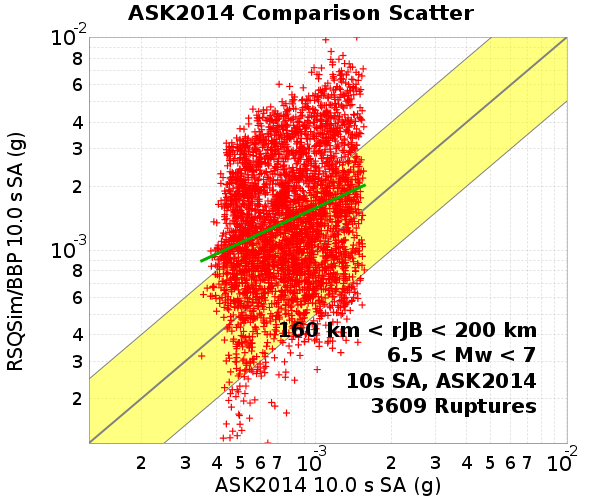 ASK2014 Comparison Scatter
RSQSim/BBP 10.0 s SA (g)
10-2
8
6
4
3
2
10-3
8
6
4
3
2
160 km < rJB < 200 km
6.5 < Mw < 7
10s SA, ASK2014
3609 Ruptures
2 3 4 5 6 7 10-3 2 3 4 5 6 7 10-2
ASK2014 10.0 s SA (g)